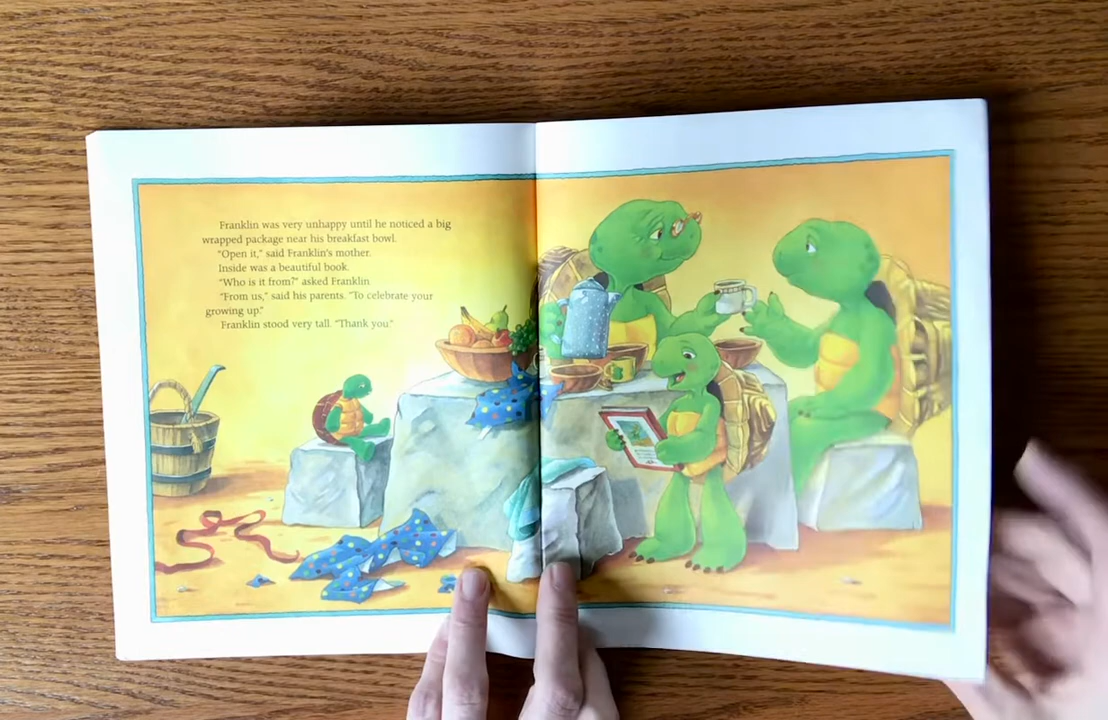 Franklin was very unhappy until he noticed a big
wrapped package near his breakfast bowl.
"Open it," said Franklin's mother.
Inside was a beautiful book.
"Who is it from?" asked Franklin
"From us," said his parents. "To celebrate your
growing up."
Franklin stood very tall. "Thank you"